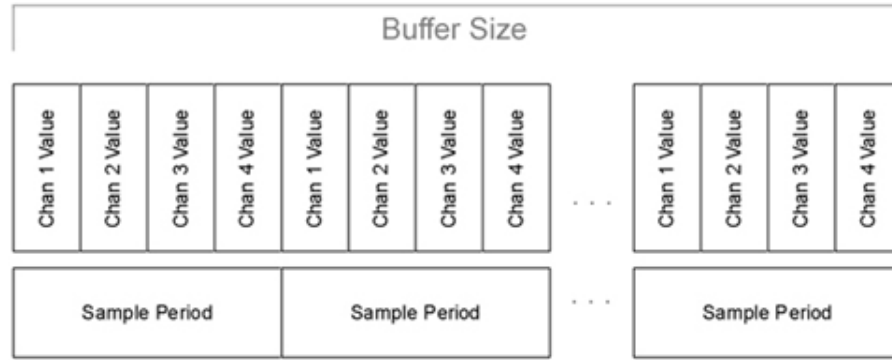 Buffer Size
Chan 1 Value
Chan 2 Value
Chan 3 Value
Chan 4 Value
Chan 1 Value
Chan 2 Value
Chan 3 Value
Chan 4 Value
. . .
Chan 1 Value
Chan 2 Value
Chan 3 Value
Chan 4 Value
Sample Period
Sample Period
. . .
Sample Period